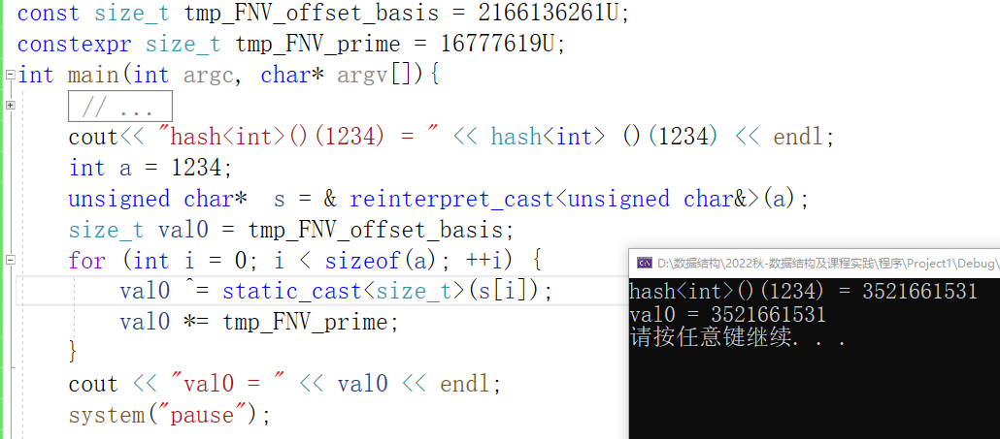 const size_t tmp_FNV_offset_basis = 2166136261U;
constexpr size_t tmp_FNV_prime = 16777619U;
int main(int argc, char* argv[]){
// ...
cout<< "hash<int>()(1234) = " << hash<int> ()(1234) << endl;
int a = 1234;
unsigned char*  s = & reinterpret_cast<unsigned char&>(a);
size_t val0 = tmp_FNV_offset_basis;
for (int i = 0; i < sizeof(a); ++i) {
val0 ^= static_cast<size_t>(s[i]);
val0 *= tmp_FNV_prime;
}
cout << "val0 = " << val0 << endl;
system("pause");
D:\数据结构\2022秋-数据结构及课程实践\程序\Project1\Debug\
hash<int>()(1234) = 3521661531
val0 = 3521661531
请按任意键继续. . .